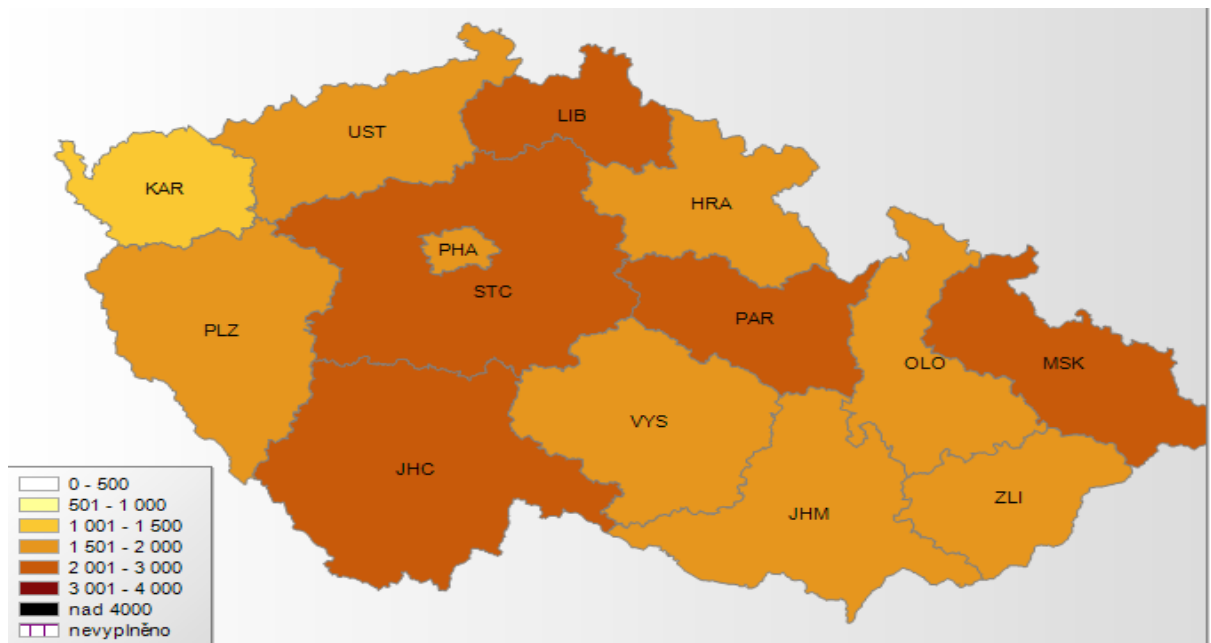 LIB
UST
KAR
HRA
PHA
STC
PAR
PLZ
OLO
MSK
VYS
JHC
ZLI
JHM
0 - 500
501 - 1 000
1 001 - 1 500
1 501 - 2 000
2 001 - 3 000
3 001 - 4 000
nad 4000
nevyplněno